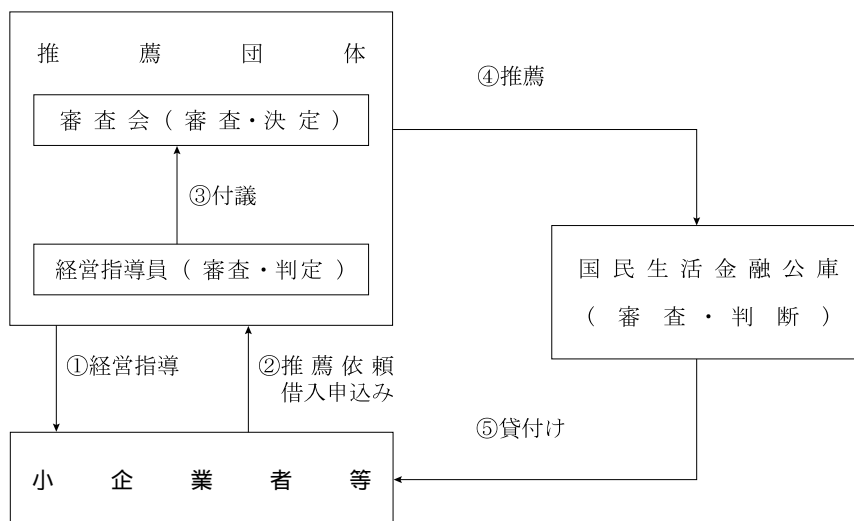 推薦団体
審査会(審査・決定)
③付議
経営指導員(審査・判定)
④推薦
国民生活金融公庫
(審査・判断)
①経営指導
②推薦依頼
借入申込み
⑤貸付け
小企業者等